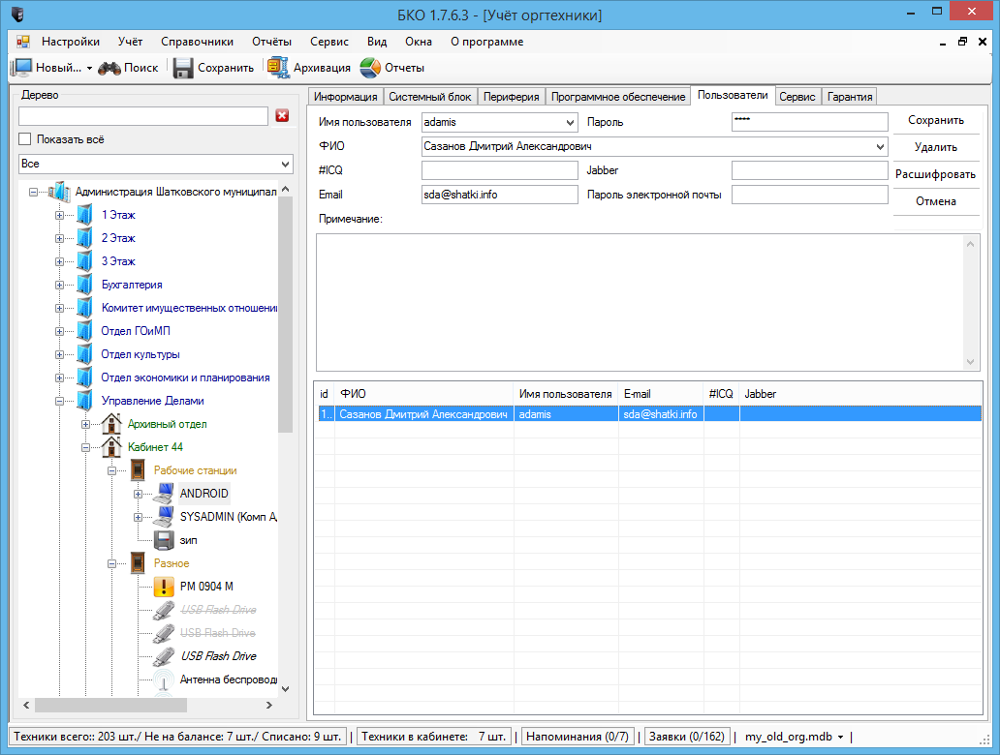 БКО 1.7.6.3 - [Учёт оргтехники]
Настройки Учёт Справочники Отчёты Сервис Вид Окна О программе
Новый... Поиск Сохранить Архивация Отчеты
Дерево
Показать всё
Все
Администрация Шатковского муниципал
1 Этаж
2 Этаж
3 Этаж
Бухгалтерия
Комитет имущественных отношени
Отдел ГОиМП
Отдел культуры
Отдел экономики и планирования
Управление Делами
Архивный отдел
Кабинет 44
Рабочие станции
ANDROID
SYSADMIN (Комп А,
зип
Разное
РМ 0904 М
USB Flash Drive
USB Flash Drive
USB Flash Drive
Антенна беспровод
Информация Системный блок Периферия Программное обеспечение Пользователи Сервис Гарантия
Имя пользователя adamis Пароль **** Сохранить
ФИО Сазанов Дмитрий Александрович Удалить
#ICQ Jabber Расшифровать
Email sda@shatki.info Пароль электронной почты Отмена
Примечание:
id ФИО Имя пользователя E-mail #ICQ Jabber
1.. Сазанов Дмитрий Александрович adamis sda@shatki.info
Техники всего:: 203 шт./ Не на балансе: 7 шт./ Списано: 9 шт. | Техники в кабинете: 7 шт. | Напоминания (0/7) | Заявки (0/162) | my_old_org.mdb |